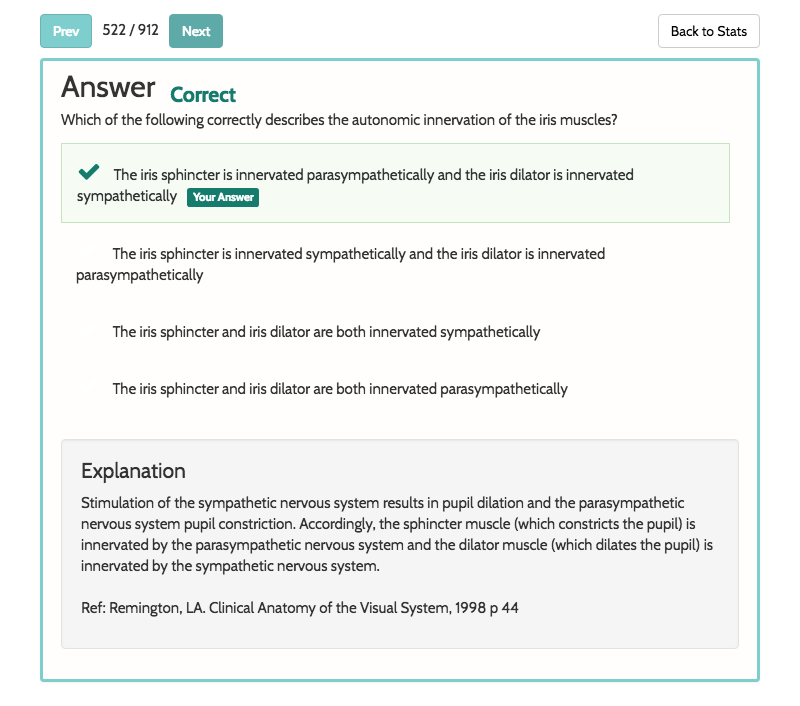 Prev 522 / 912 Next Back to Stats
Answer Correct
Which of the following correctly describes the autonomic innervation of the iris muscles?
The iris sphincter is innervated parasympathetically and the iris dilator is innervated
sympathetically Your Answer
The iris sphincter is innervated sympathetically and the iris dilator is innervated
parasympathetically
The iris sphincter and iris dilator are both innervated sympathetically
The iris sphincter and iris dilator are both innervated parasympathetically
Explanation
Stimulation of the sympathetic nervous system results in pupil dilation and the parasympathetic
nervous system pupil constriction. Accordingly, the sphincter muscle (which constricts the pupil) is
innervated by the parasympathetic nervous system and the dilator muscle (which dilates the pupil) is
innervated by the sympathetic nervous system.
Ref: Remington, LA. Clinical Anatomy of the Visual System, 1998 p 44